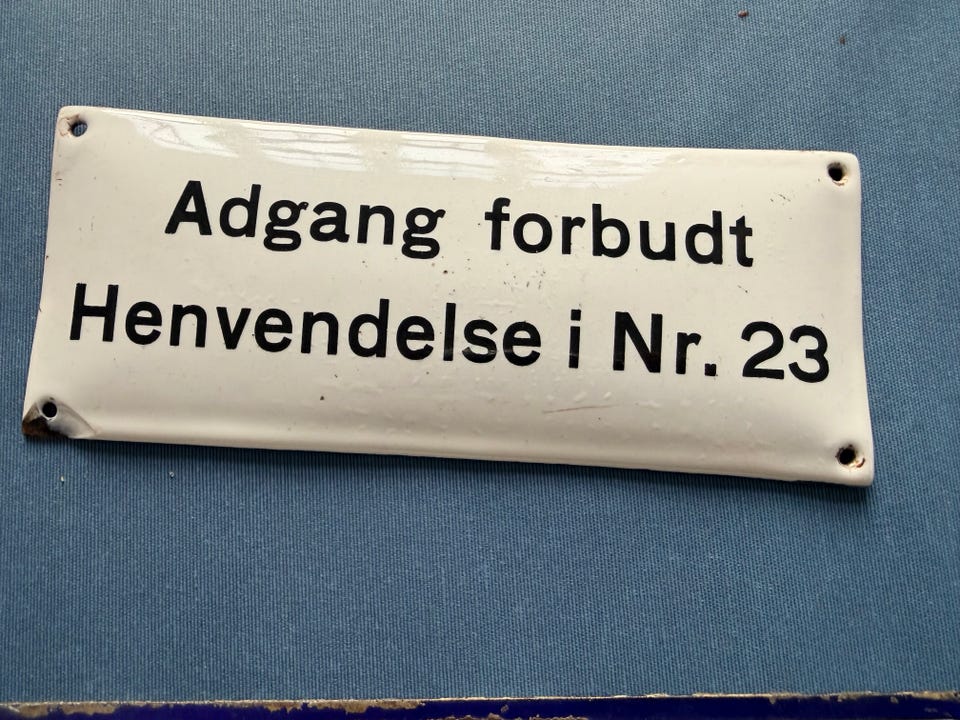 Adgang forbudt
Henvendelse i Nr. 23